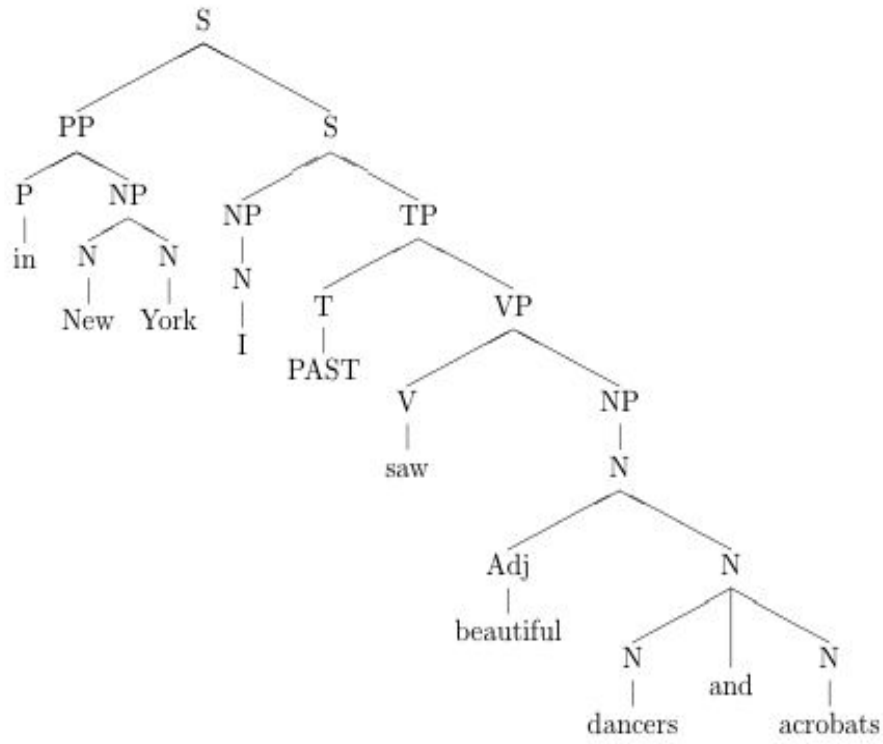 S
PP S
P NP NP TP
in N N N T VP
New York I PAST
V NP
saw N
Adj N
beautiful N and N
dancers acrobats